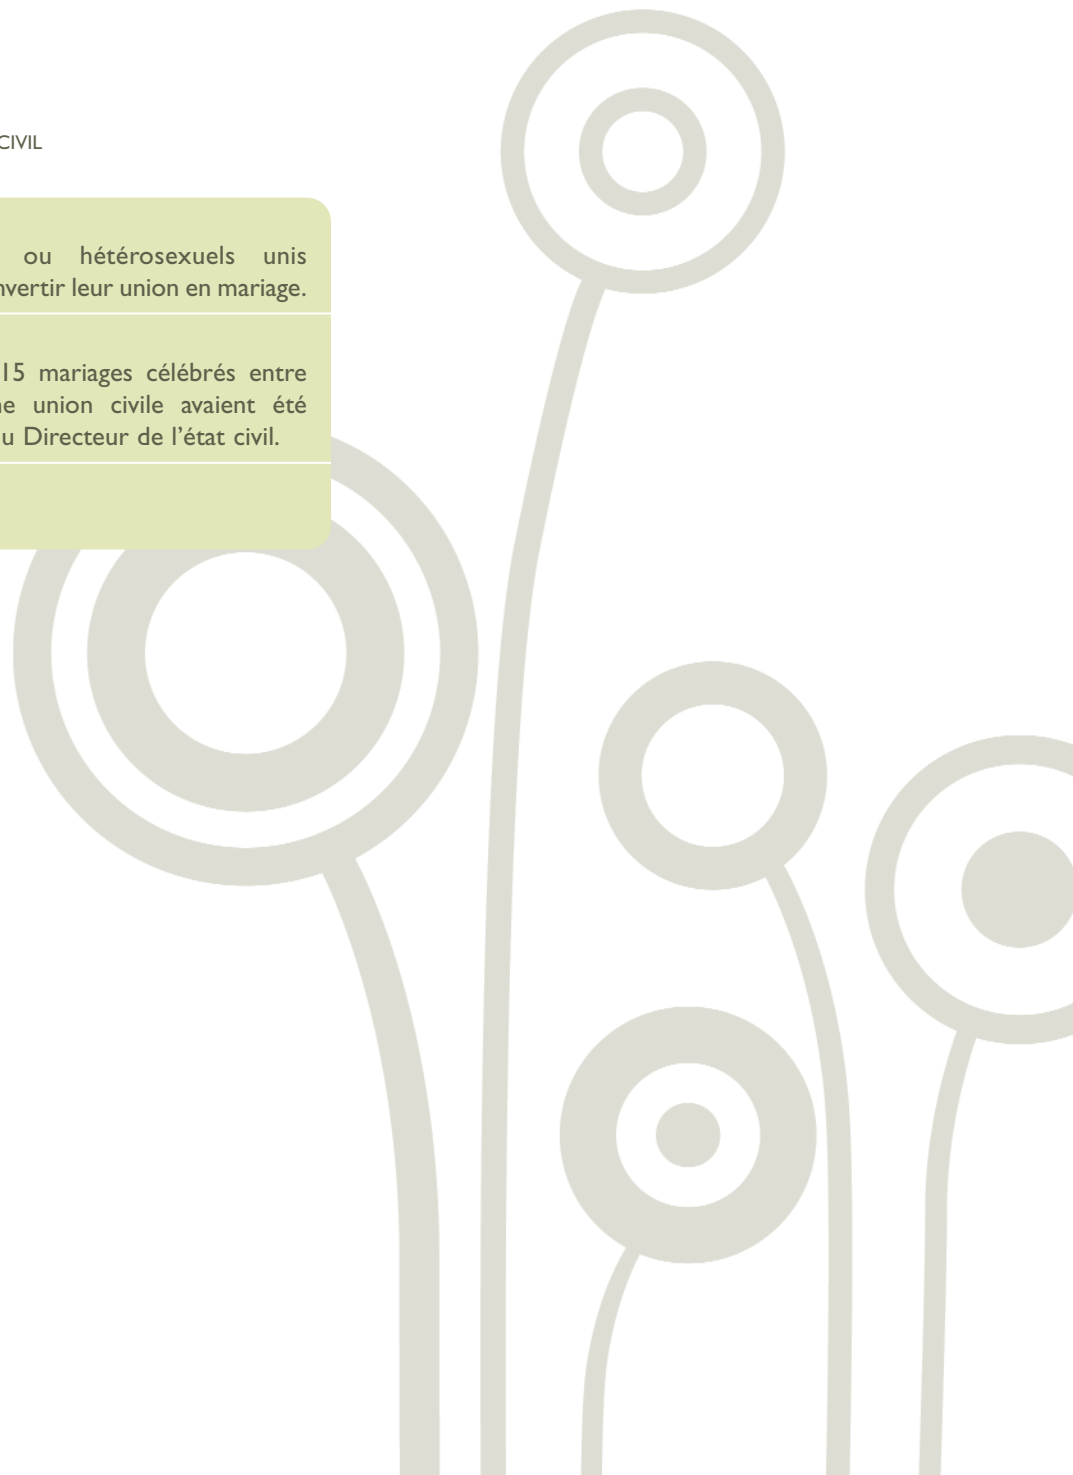 CIVIL
ou hétérosexuels unis
nvertir leur union en mariage.
15 mariages célébrés entre
ne union civile avaient été
u Directeur de l’état civil.